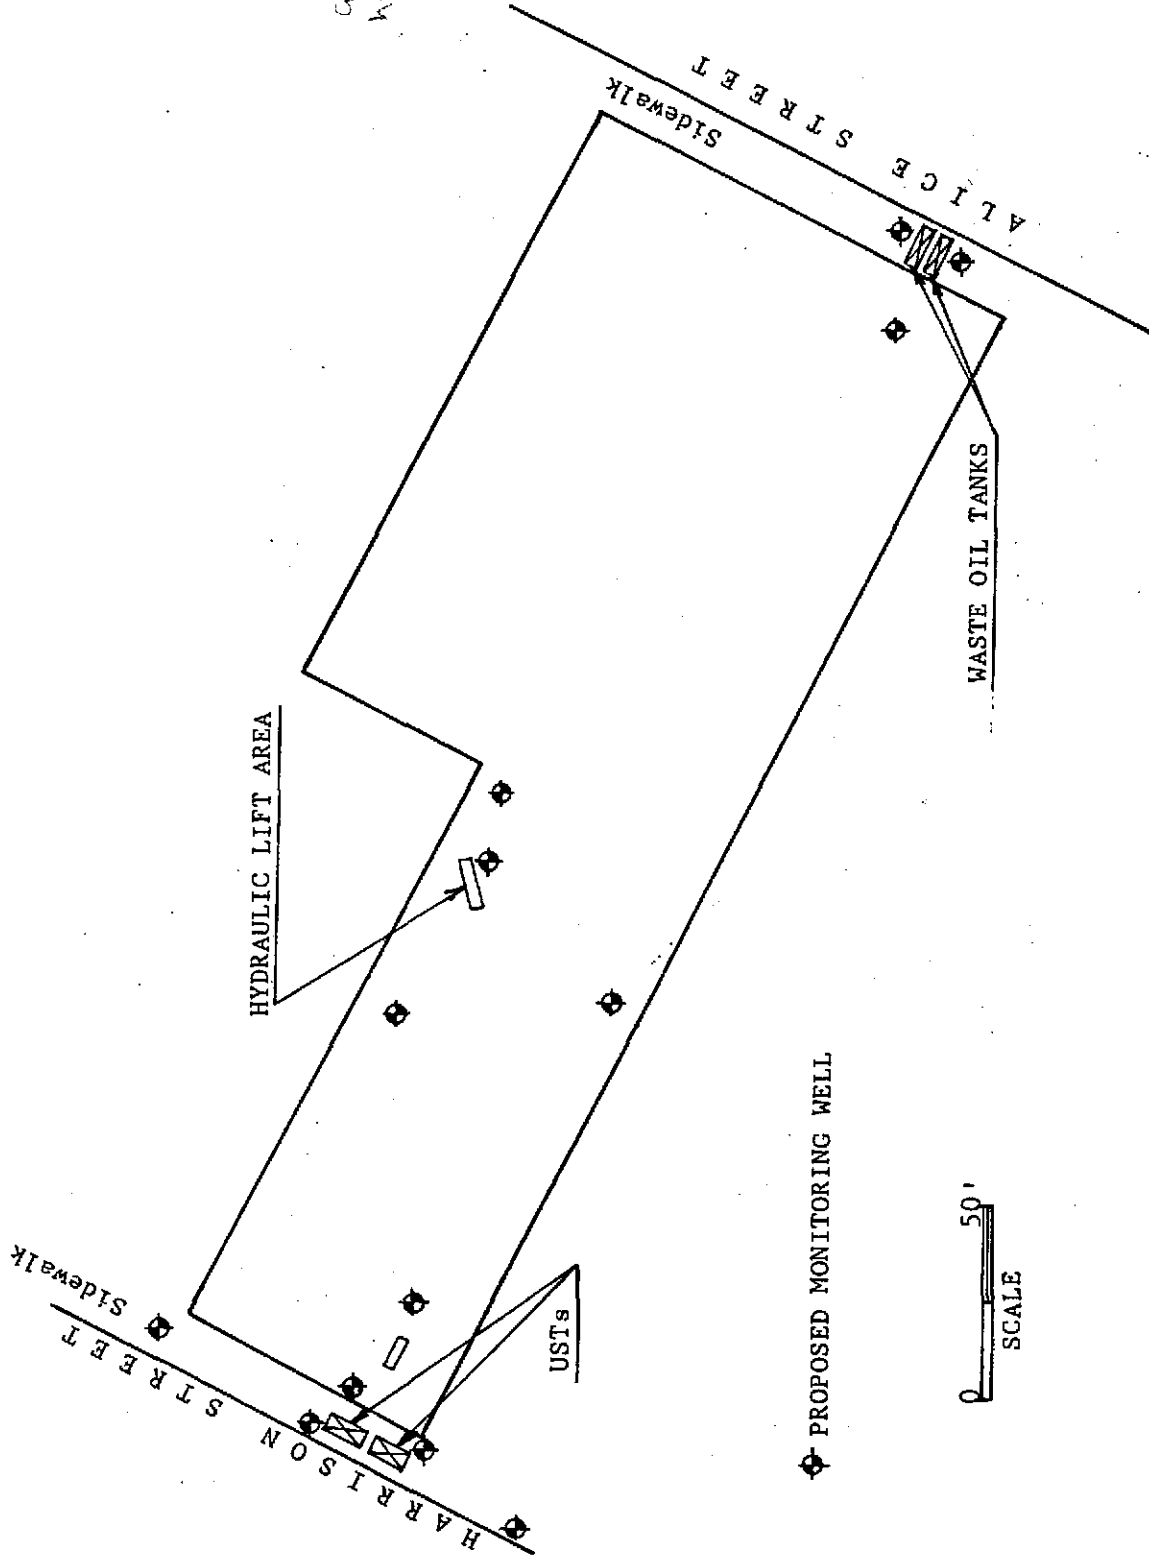 HARRISON STREET
Sidewalk
HYDRAULIC LIFT AREA
Sidewalk
ALICE STREET
USTs
WASTE OIL TANKS
PROPOSED MONITORING WELL
0 50'
SCALE